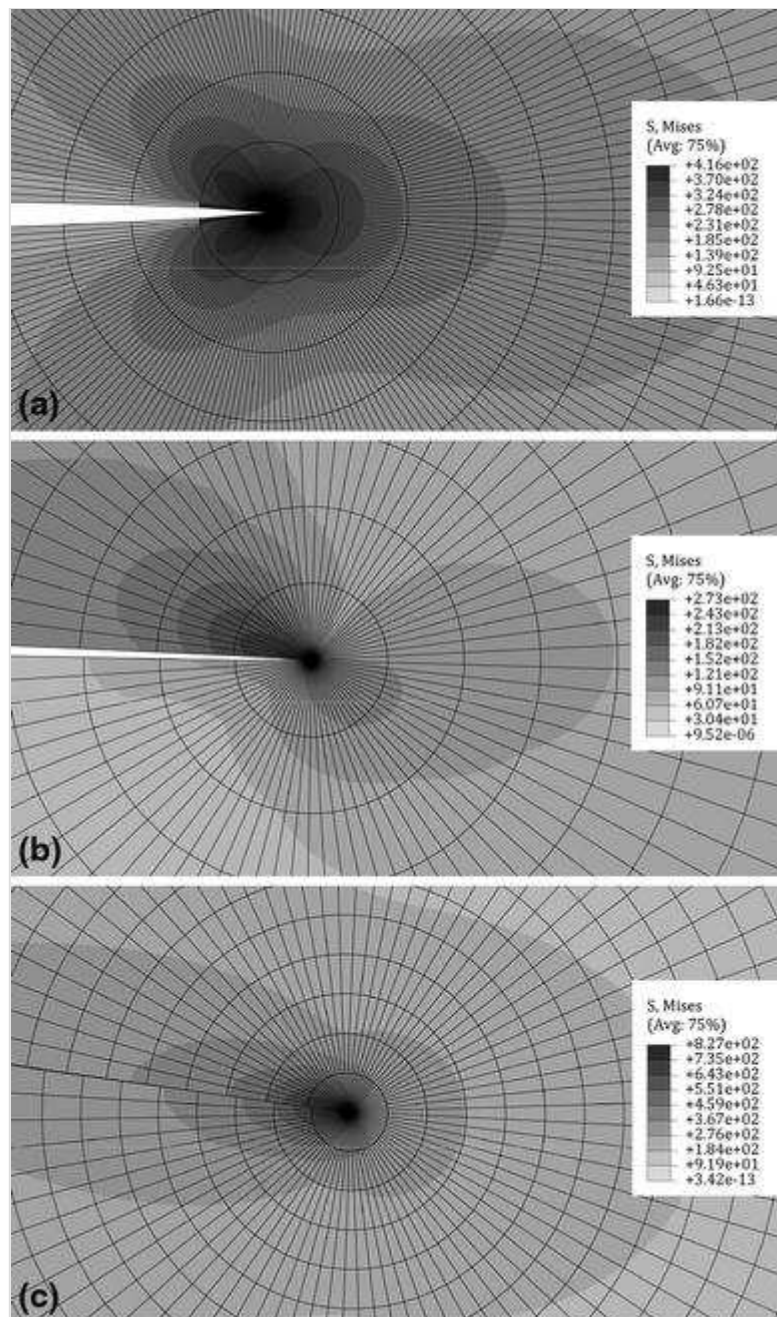 S, Mises
(Avg: 75%)
+4.16e+02
+3.70e+02
+3.24e+02
+2.78e+02
+2.31e+02
+1.85e+02
+1.39e+02
+9.25e+01
+4.63e+01
+1.66e-13
(a)
S, Mises
(Avg: 75%)
+2.73e+02
+2.43e+02
+2.13e+02
+1.82e+02
+1.52e+02
+1.21e+02
+9.11e+01
+6.07e+01
+3.04e+01
+9.52e-06
(b)
S, Mises
(Avg: 75%)
+8.27e+02
+7.35e+02
+6.43e+02
+5.51e+02
+4.59e+02
+3.67e+02
+2.76e+02
+1.84e+02
+9.19e+01
+3.42e-13
(c)